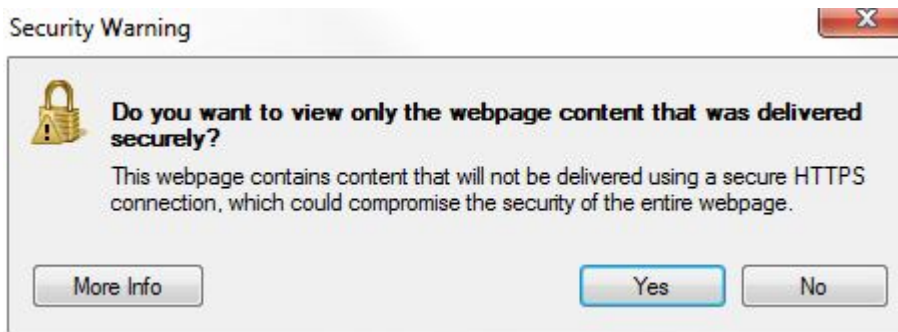 Security Warning
Do you want to view only the webpage content that was delivered
securely?
This webpage contains content that will not be delivered using a secure HTTPS
connection, which could compromise the security of the entire webpage.
More Info
Yes
No